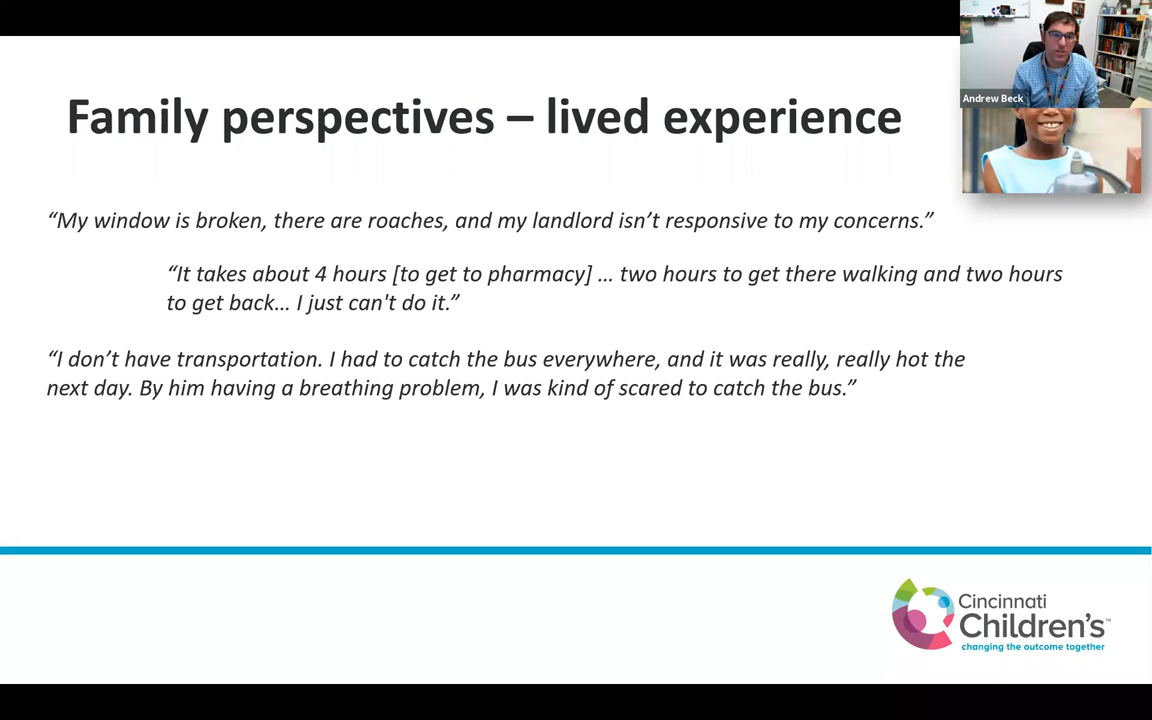 Family perspectives – lived experience
Andrew Beck
“My window is broken, there are roaches, and my landlord isn’t responsive to my concerns.”
“It takes about 4 hours [to get to pharmacy] … two hours to get there walking and two hours
to get back… I just can't do it.”
“I don’t have transportation. I had to catch the bus everywhere, and it was really, really hot the
next day. By him having a breathing problem, I was kind of scared to catch the bus.”
Cincinnati
Children’s™
changing the outcome together